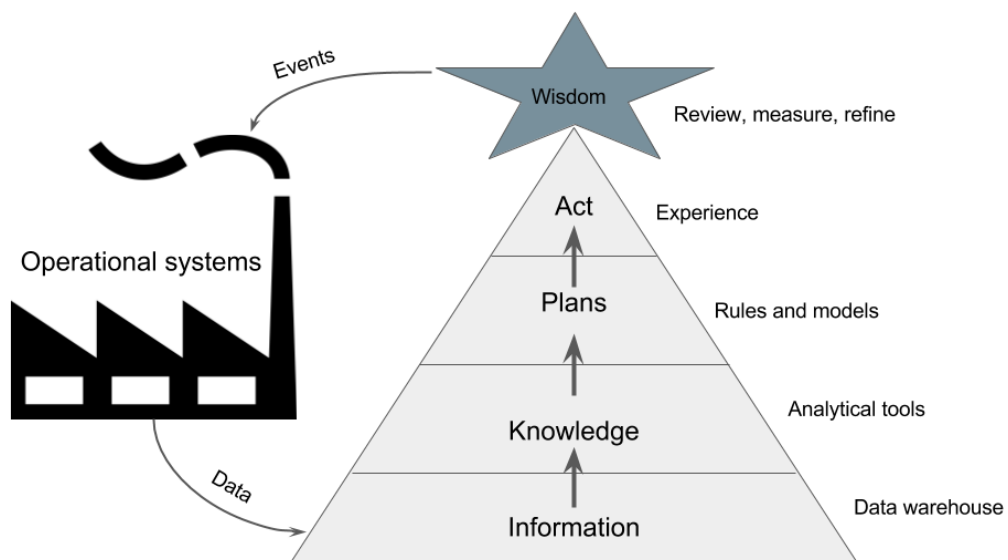 Events
Wisdom
Review, measure, refine
Act
Experience
Operational systems
Plans
Rules and models
Analytical tools
Knowledge
Data
Data warehouse
Information